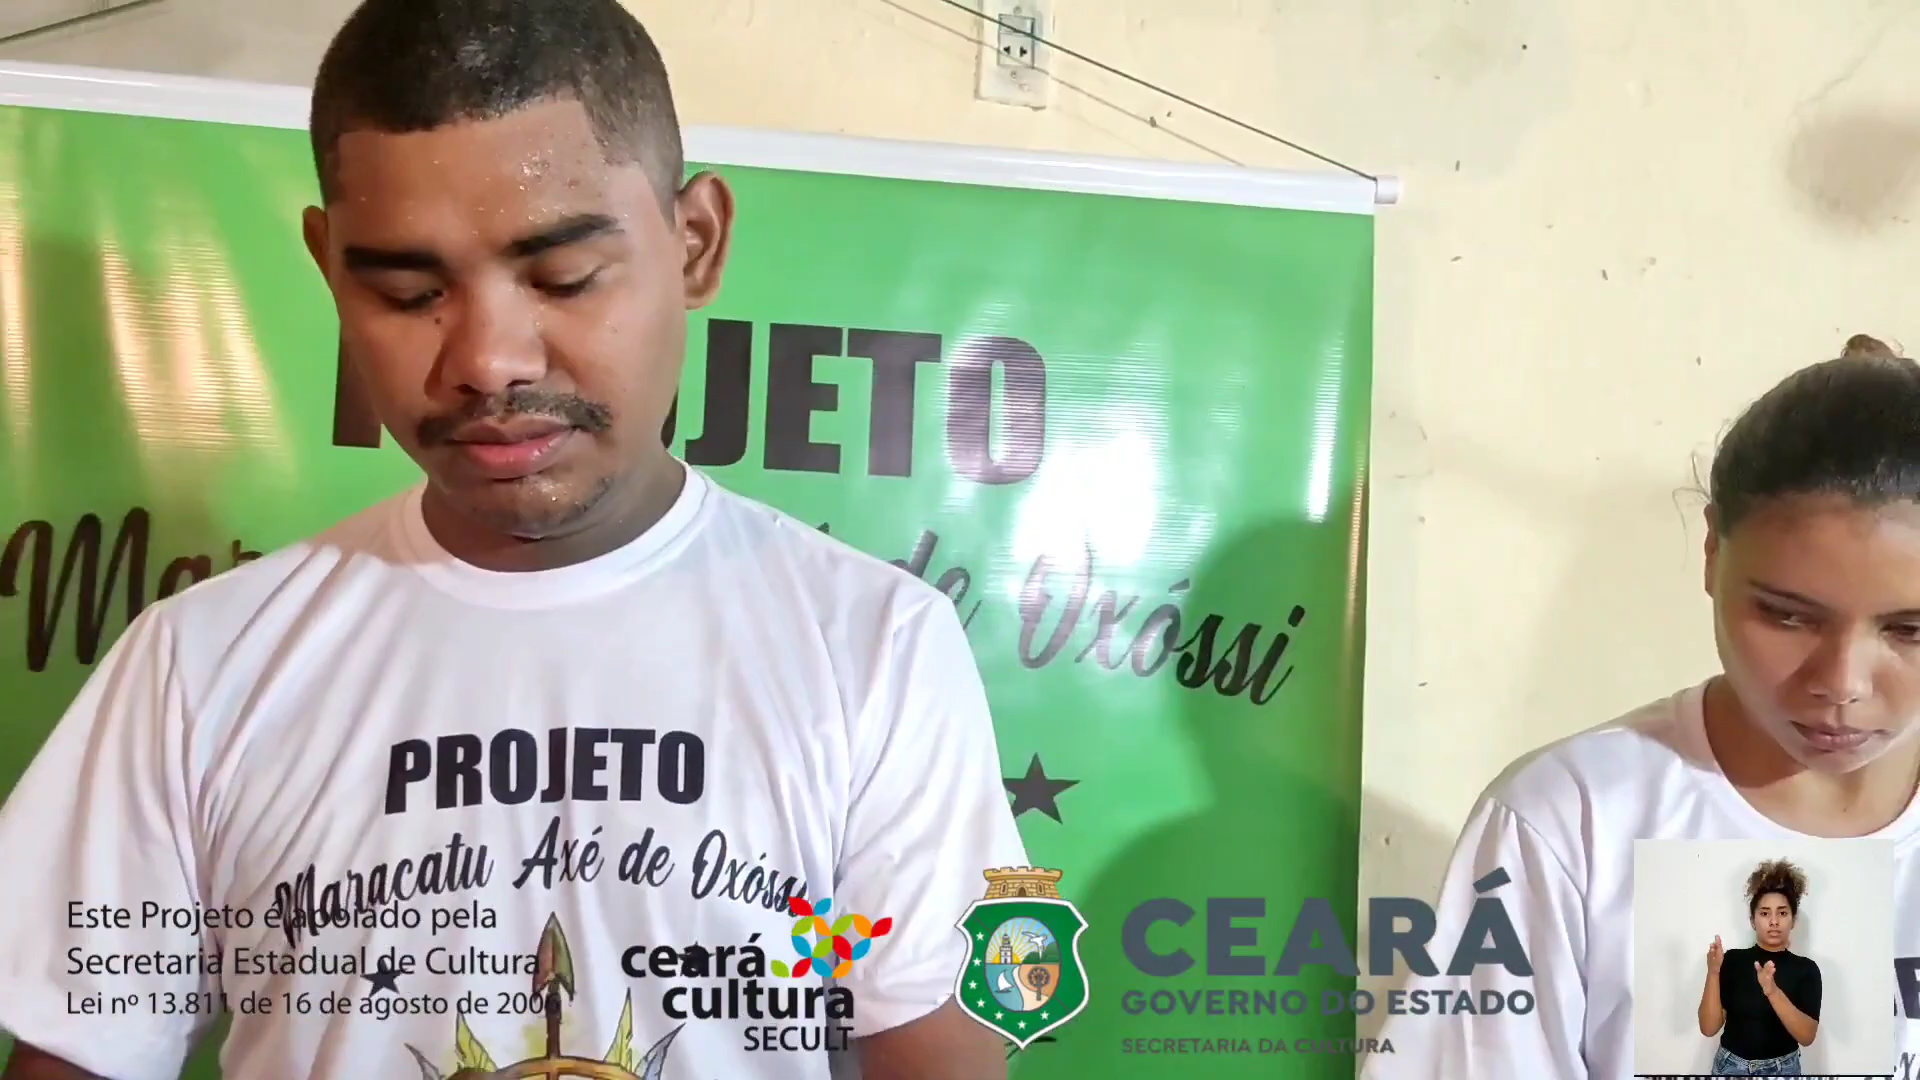 PROJETO
de Oxóssi
PROJETO
Maracatu Axé de Oxóssi
Este Projeto é apoiado pela
Secretaria Estadual de Cultura
Lei nº 13.811 de 16 de agosto de 2006
ceará
cultura
SECULT
CEARÁ
GOVERNO DO ESTADO
SECRETARIA DA CULTURA